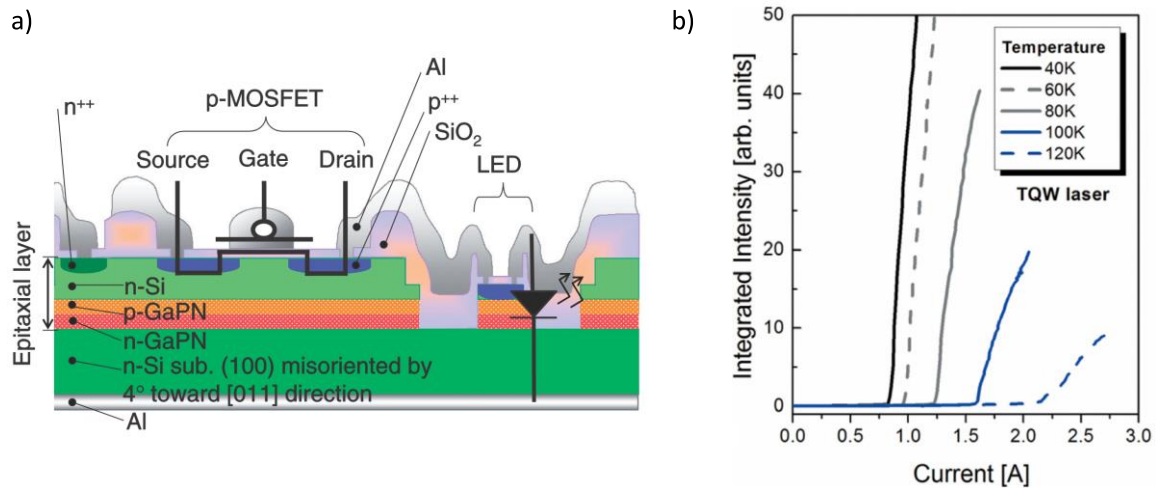 a)
n++
p-MOSFET
Al
p++
SiO2
Source Gate Drain
LED
Epitaxial layer
n-Si
p-GaPN
n-GaPN
n-Si sub. (100) misoriented by
4° toward [011] direction
Al
b)
Integrated Intensity [arb. units]
50
40
30
20
10
0
Temperature
40K
60K
80K
100K
120K
TQW laser
0.0 0.5 1.0 1.5 2.0 2.5 3.0
Current [A]